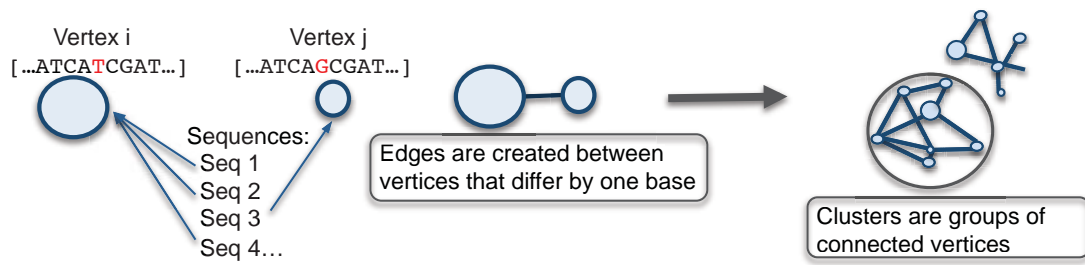 Vertex i
Vertex j
[…ATCATCGAT…]
[…ATCAGCGAT…]
Sequences:
Seq 1
Seq 2
Seq 3
Seq 4…
Edges are created between
vertices that differ by one base
Clusters are groups of
connected vertices